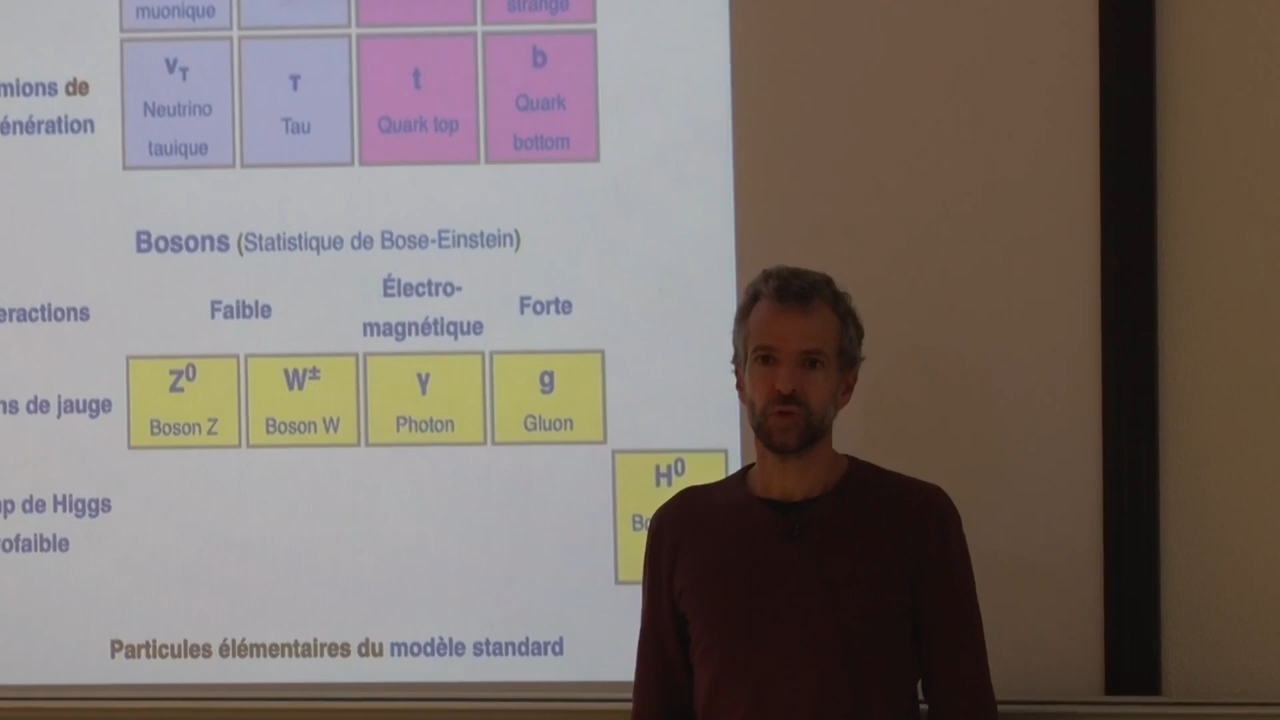 muonique
strange
mions de
énération
ντ
Neutrino
tauique
τ
Tau
t
Quark top
b
Quark
bottom
Bosons (Statistique de Bose-Einstein)
eractions
Faible
Électro-
magnétique
Forte
ns de jauge
Z⁰
Boson Z
W±
Boson W
γ
Photon
g
Gluon
p de Higgs
ofaible
H⁰
Bo
Particules élémentaires du modèle standard